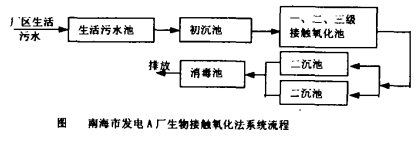 厂区生活
污水
生活污水池
初沉池
一、二、三级
接触氧化池
排放
消毒池
二沉池
二沉池
图 南海市发电A厂生物接触氧化法系统流程